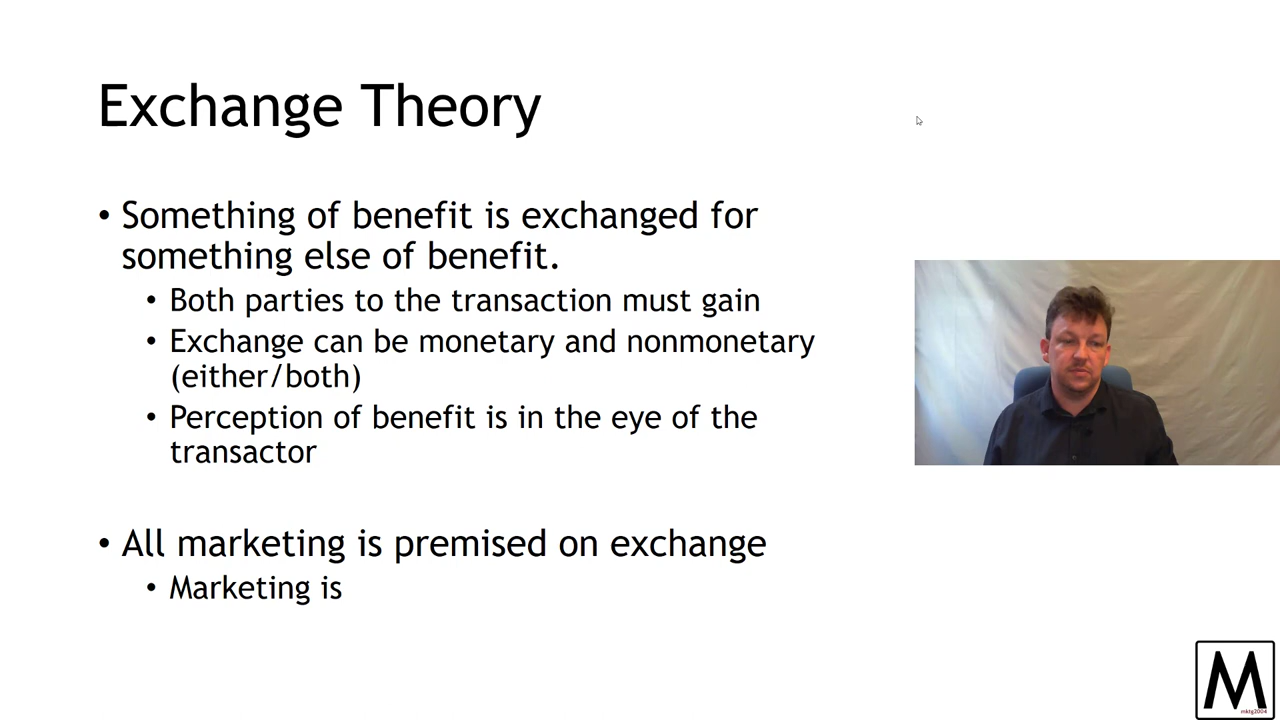 Exchange Theory
• Something of benefit is exchanged for
something else of benefit.
• Both parties to the transaction must gain
• Exchange can be monetary and nonmonetary
(either/both)
• Perception of benefit is in the eye of the
transactor
• All marketing is premised on exchange
• Marketing is
M
mktg2004